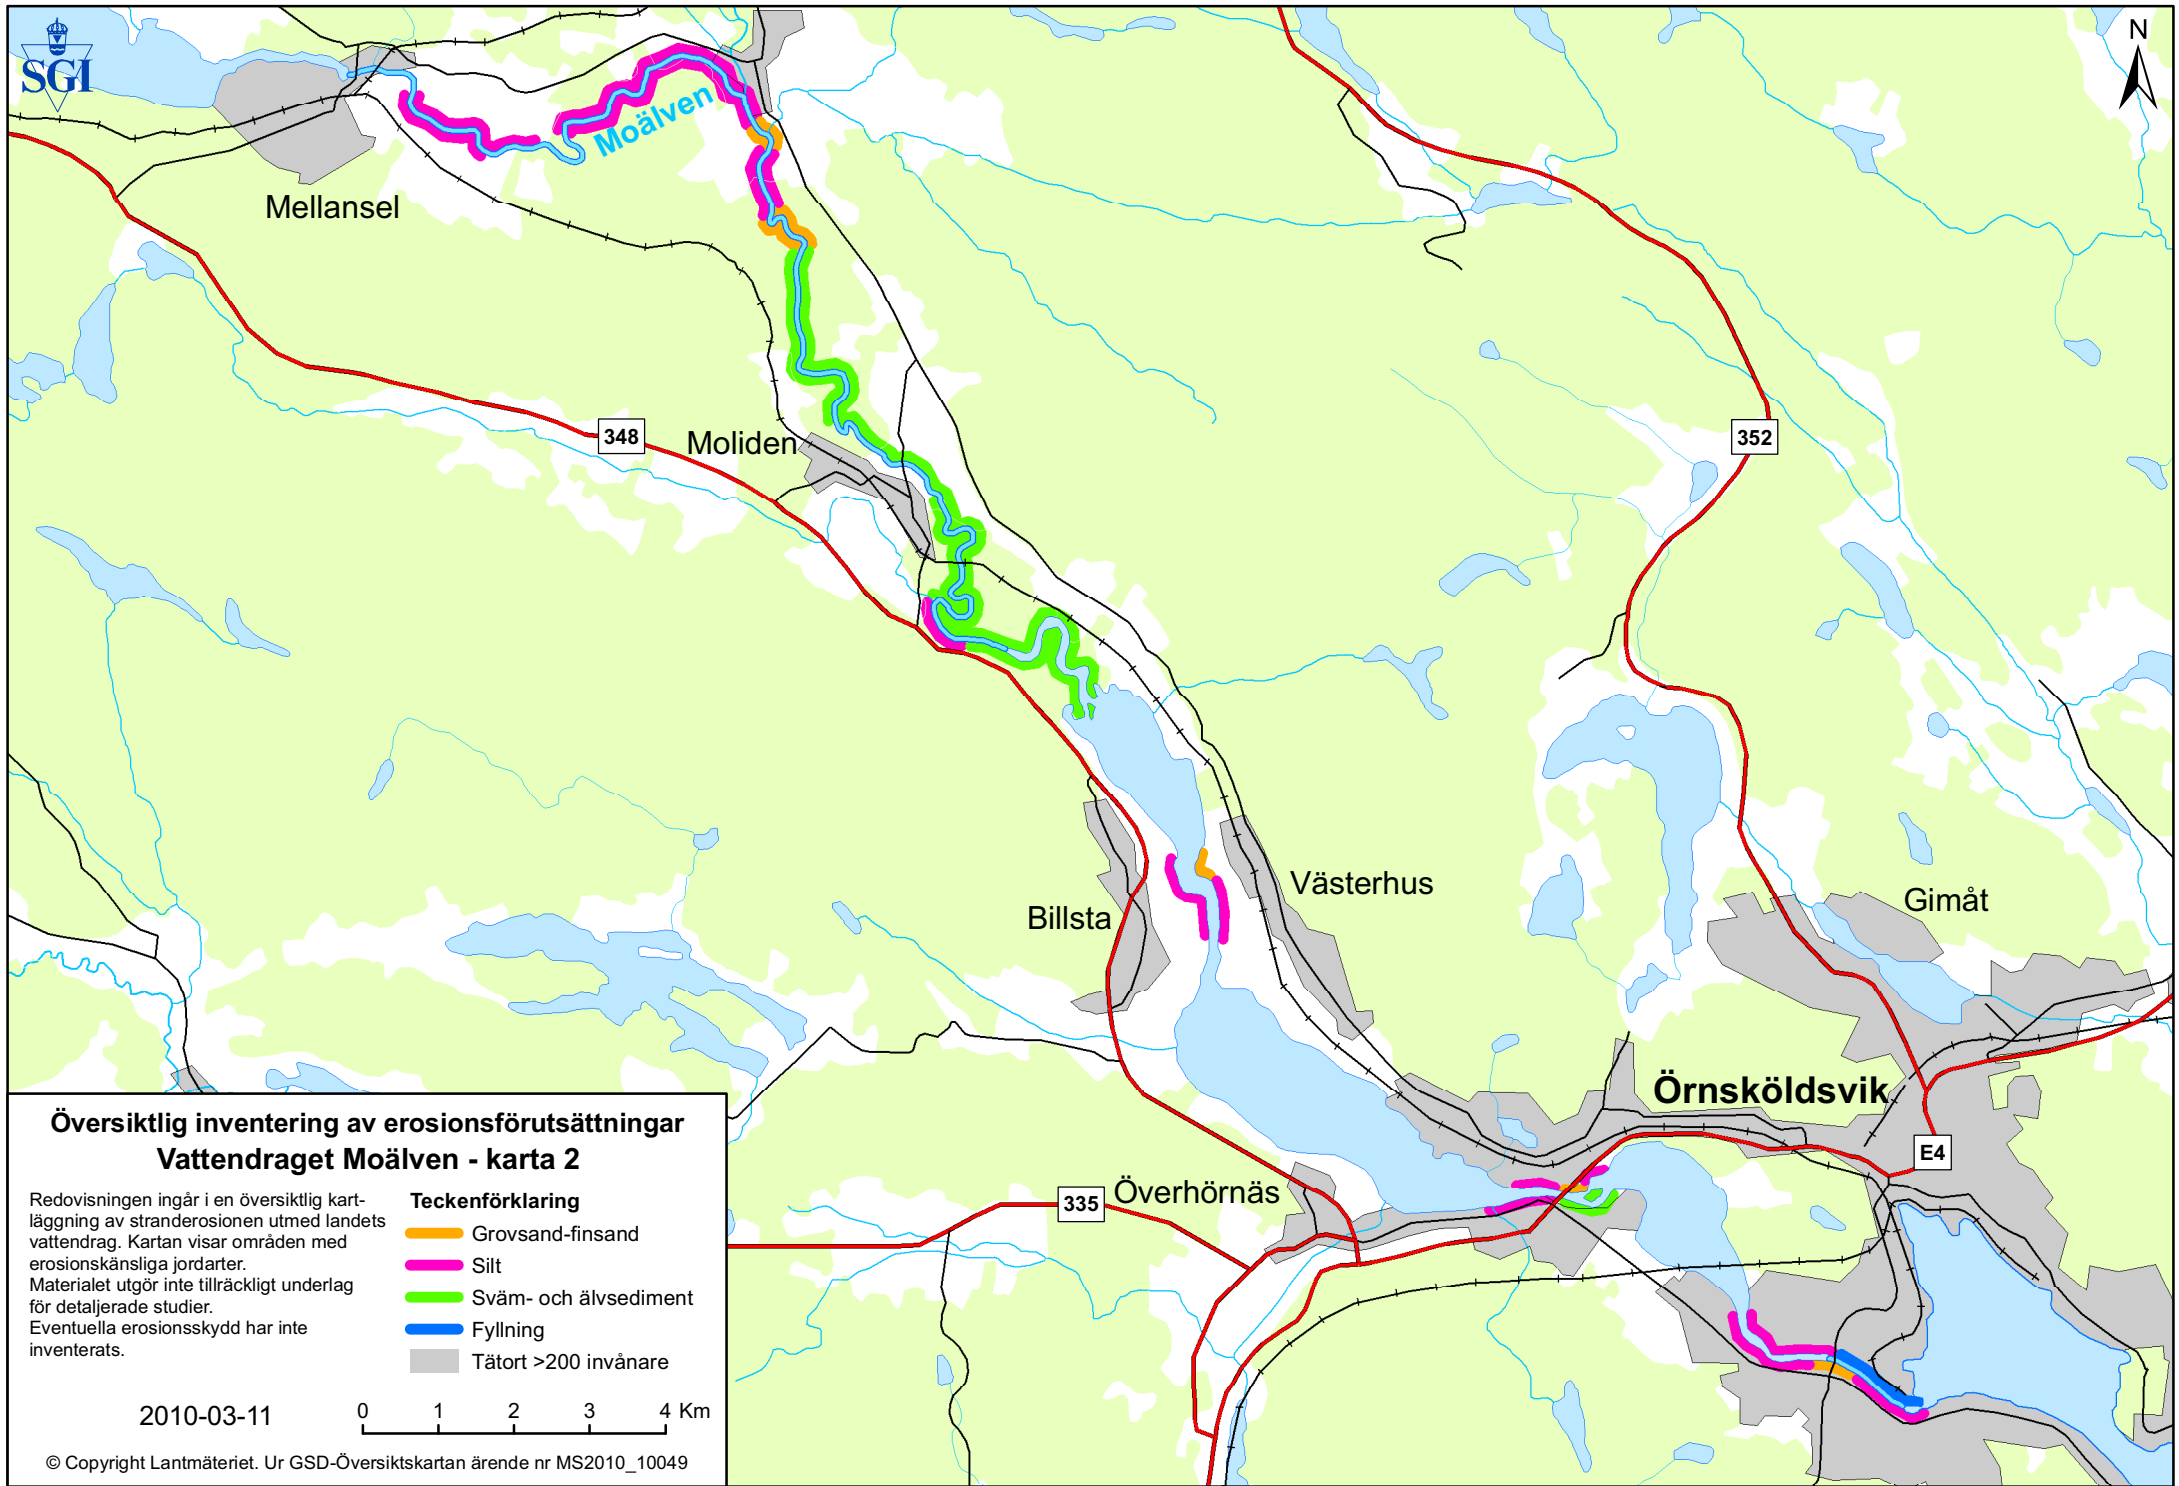 SGI
N
Moälven
Mellansel
348
Moliden
352
Västerhus
Billsta
Gimåt
Örnsköldsvik
E4
Överhörnäs
335
Översiktlig inventering av erosionsförutsättningar
Vattendraget Moälven - karta 2
Redovisningen ingår i en översiktlig kart-
läggning av stranderosionen utmed landets
vattendrag. Kartan visar områden med
erosionskänsliga jordarter.
Materialet utgör inte tillräckligt underlag
för detaljerade studier.
Eventuella erosionsskydd har inte
inventerats.
Teckenförklaring
Grovsand-finsand
Silt
Sväm- och älvsediment
Fyllning
Tätort >200 invånare
2010-03-11
0 1 2 3 4 Km
© Copyright Lantmäteriet. Ur GSD-Översiktskartan ärende nr MS2010_10049